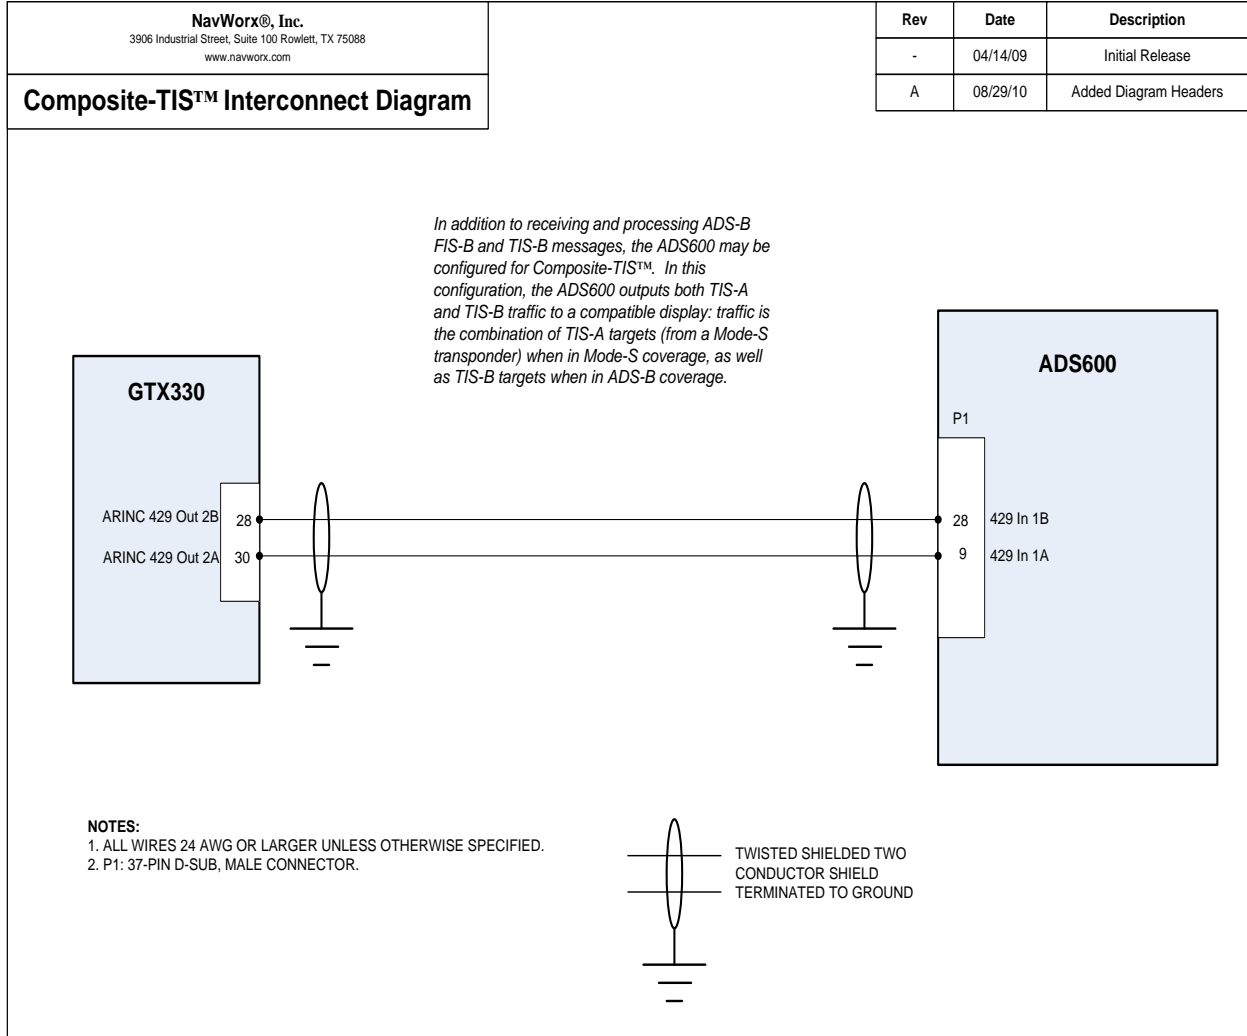 NavWorx®, Inc.
3906 Industrial Street, Suite 100 Rowlett, TX 75088
www.navworx.com
Composite-TIS™ Interconnect Diagram
Rev Date Description
- 04/14/09 Initial Release
A 08/29/10 Added Diagram Headers
In addition to receiving and processing ADS-B
FIS-B and TIS-B messages, the ADS600 may be
configured for Composite-TIS™. In this
configuration, the ADS600 outputs both TIS-A
and TIS-B traffic to a compatible display: traffic is
the combination of TIS-A targets (from a Mode-S
transponder) when in Mode-S coverage, as well
as TIS-B targets when in ADS-B coverage.
GTX330
ARINC 429 Out 2B 28
ARINC 429 Out 2A 30
ADS600
P1
28 429 In 1B
9 429 In 1A
NOTES:
1. ALL WIRES 24 AWG OR LARGER UNLESS OTHERWISE SPECIFIED.
2. P1: 37-PIN D-SUB, MALE CONNECTOR.
TWISTED SHIELDED TWO
CONDUCTOR SHIELD
TERMINATED TO GROUND